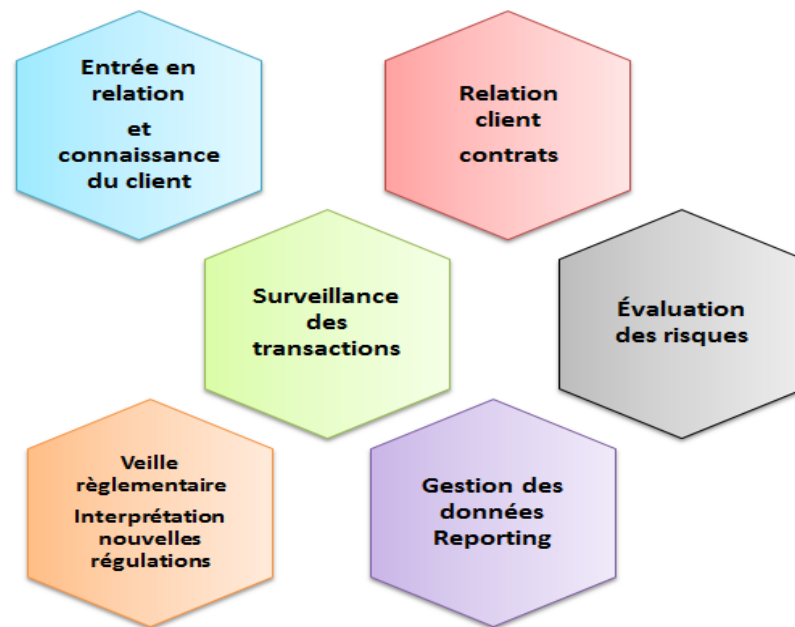 Entrée en
relation
et
connaissance
du client
Relation
client
contrats
Surveillance
des
transactions
Évaluation
des risques
Veille
règlementaire
Interprétation
nouvelles
régulations
Gestion des
données
Reporting